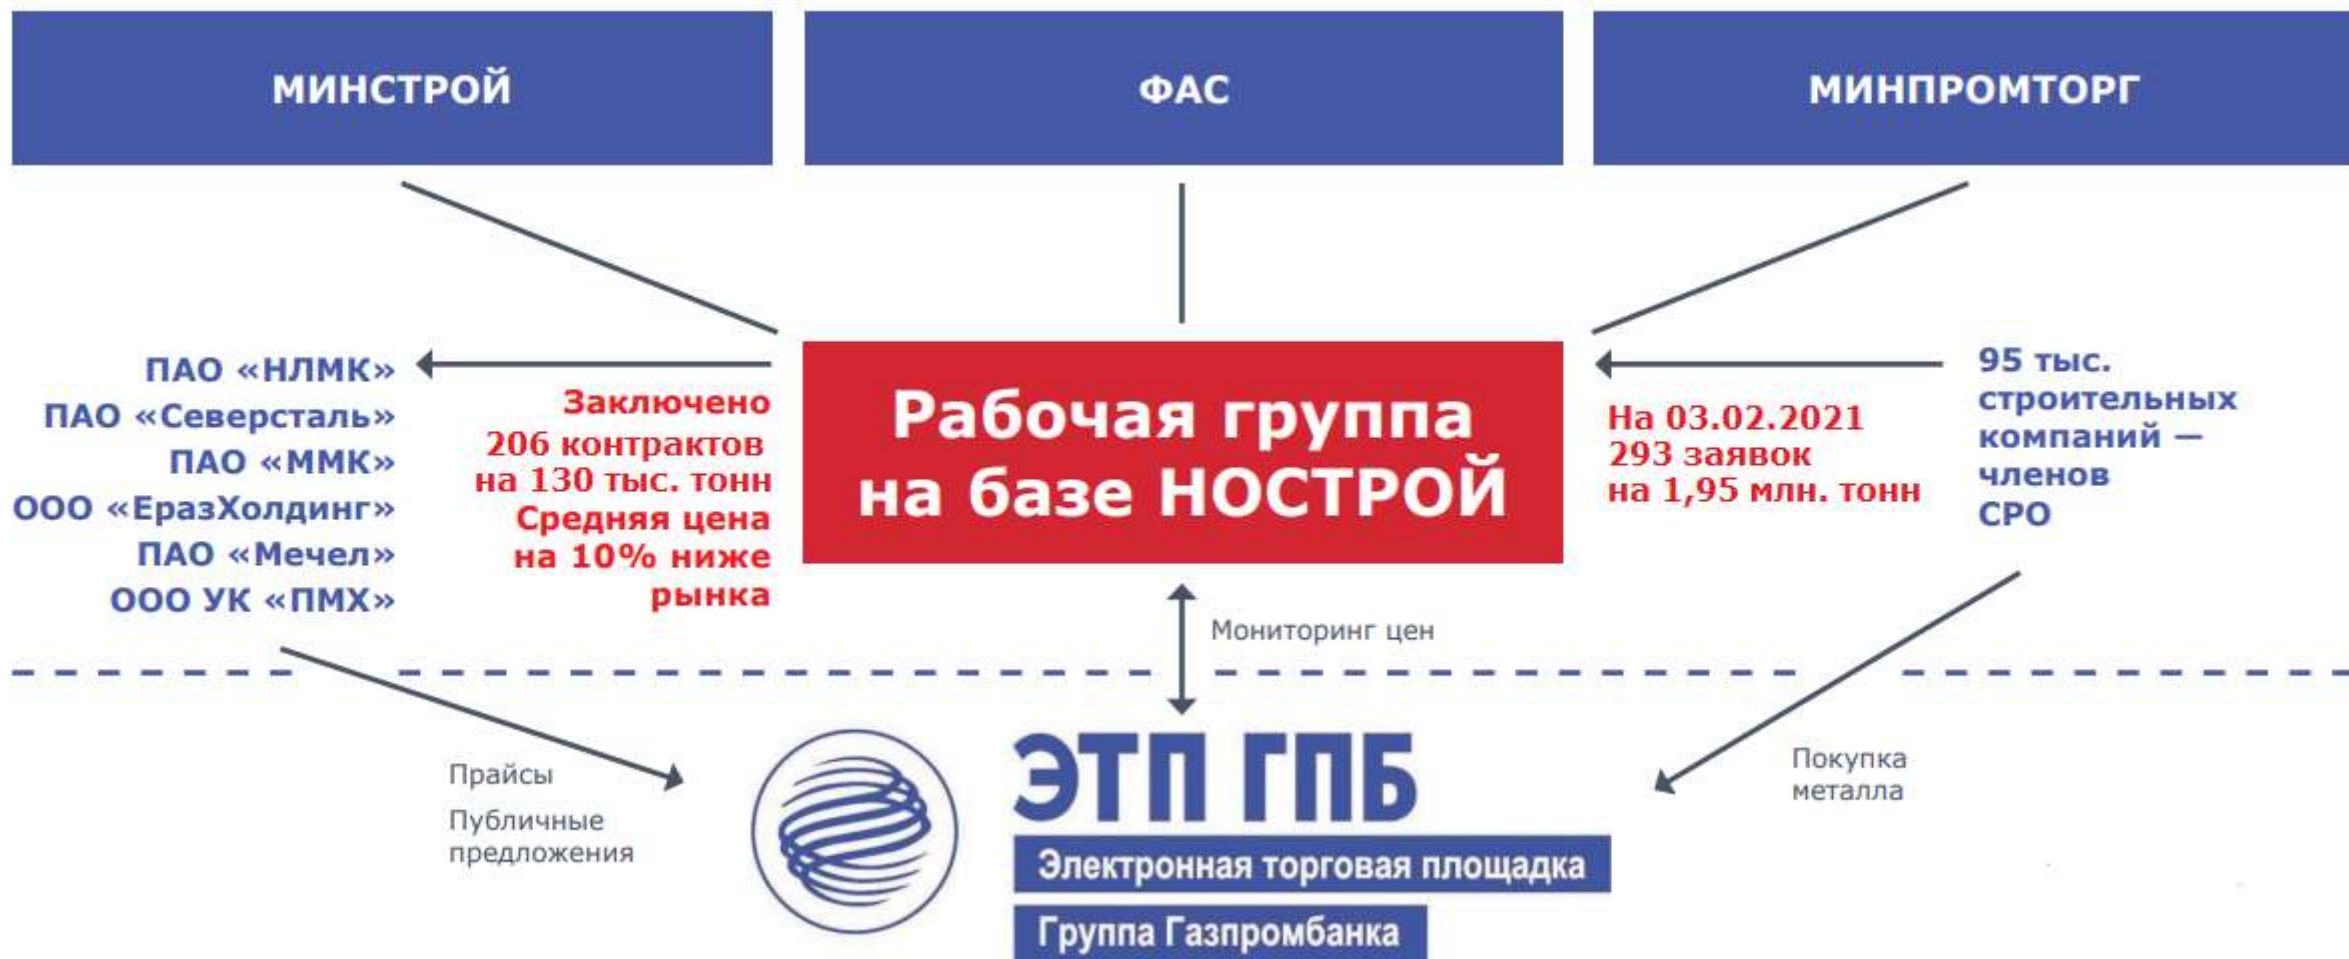 МИНСТРОЙ
ФАС
МИНПРОМТОРГ
ПАО «НЛМК»
ПАО «Северсталь»
ПАО «ММК»
ООО «ЕразХолдинг»
ПАО «Мечел»
ООО УК «ПМХ»
Заключено
206 контрактов
на 130 тыс. тонн
Средняя цена
на 10% ниже
рынка
Рабочая группа
на базе НОСТРОЙ
На 03.02.2021
293 заявок
на 1,95 млн. тонн
95 тыс.
строительных
компаний —
членов
СРО
Мониторинг цен
Прайсы
Публичные
предложения
ЭТП ГПБ
Электронная торговая площадка
Группа Газпромбанка
Покупка
металла